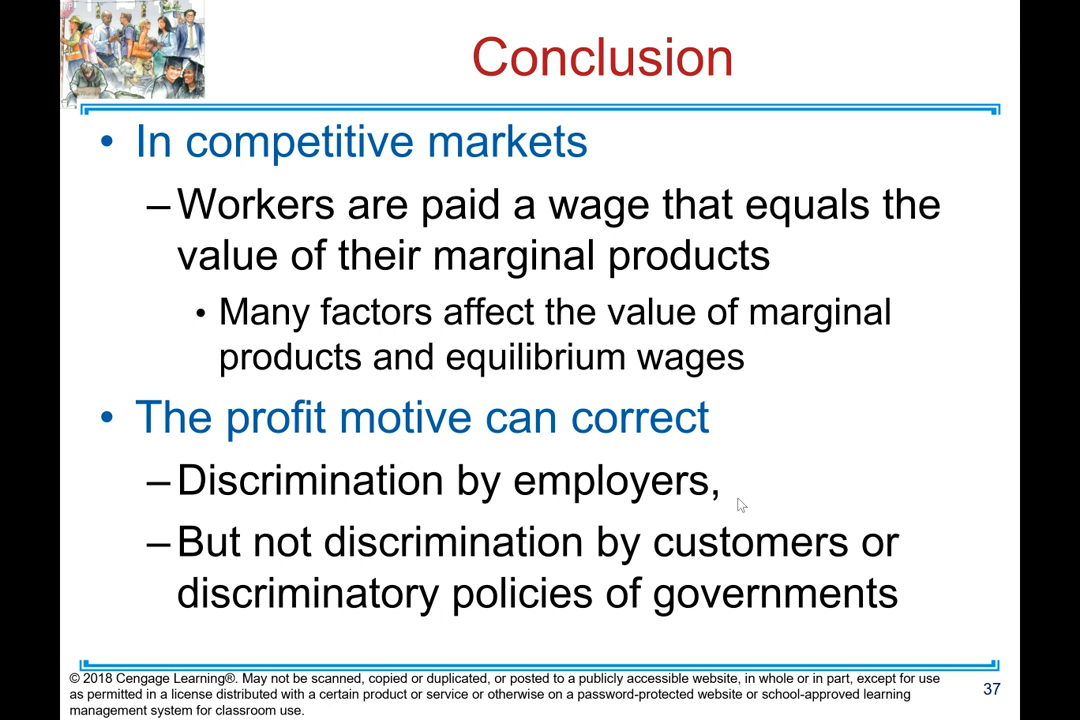 Conclusion
• In competitive markets
– Workers are paid a wage that equals the
value of their marginal products
• Many factors affect the value of marginal
products and equilibrium wages
• The profit motive can correct
– Discrimination by employers,
– But not discrimination by customers or
discriminatory policies of governments
© 2018 Cengage Learning®. May not be scanned, copied or duplicated, or posted to a publicly accessible website, in whole or in part, except for use
as permitted in a license distributed with a certain product or service or otherwise on a password-protected website or school-approved learning
management system for classroom use.
37